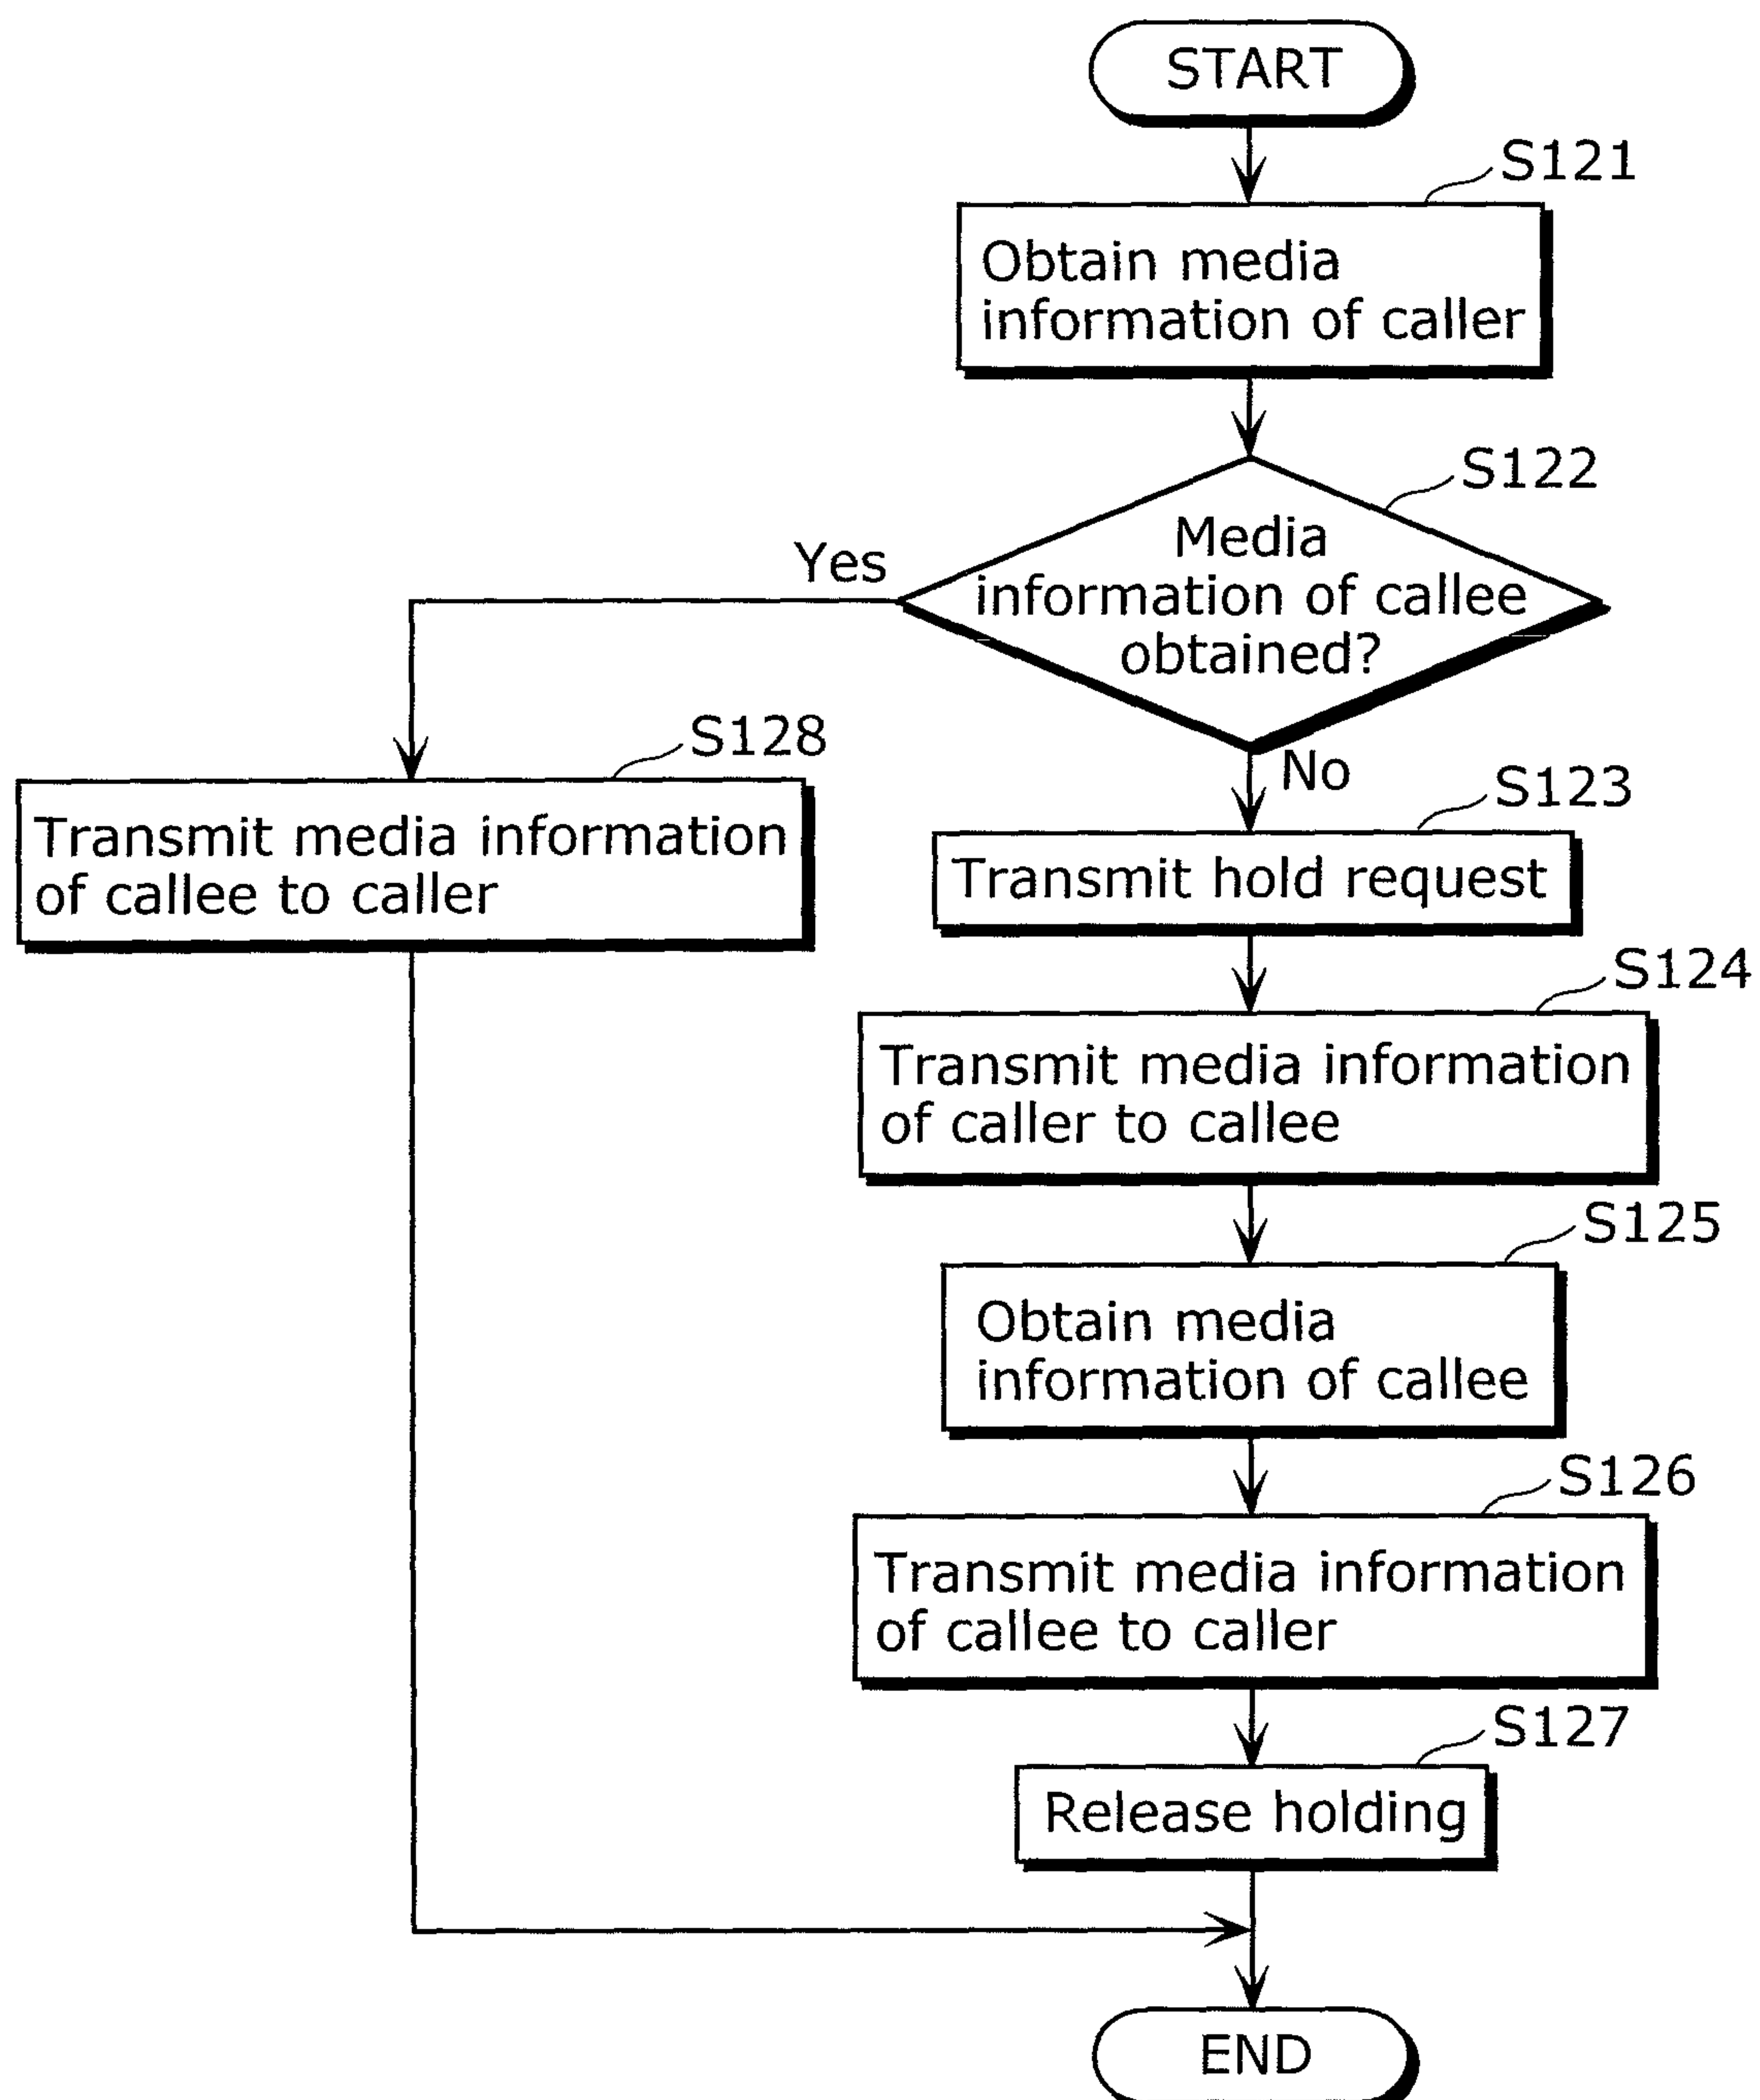 START
S121
Obtain media
information of caller
S122
Media
information of callee
obtained?
Yes
No
S128
Transmit media information
of callee to caller
S123
Transmit hold request
S124
Transmit media information
of caller to callee
S125
Obtain media
information of callee
S126
Transmit media information
of callee to caller
S127
Release holding
END